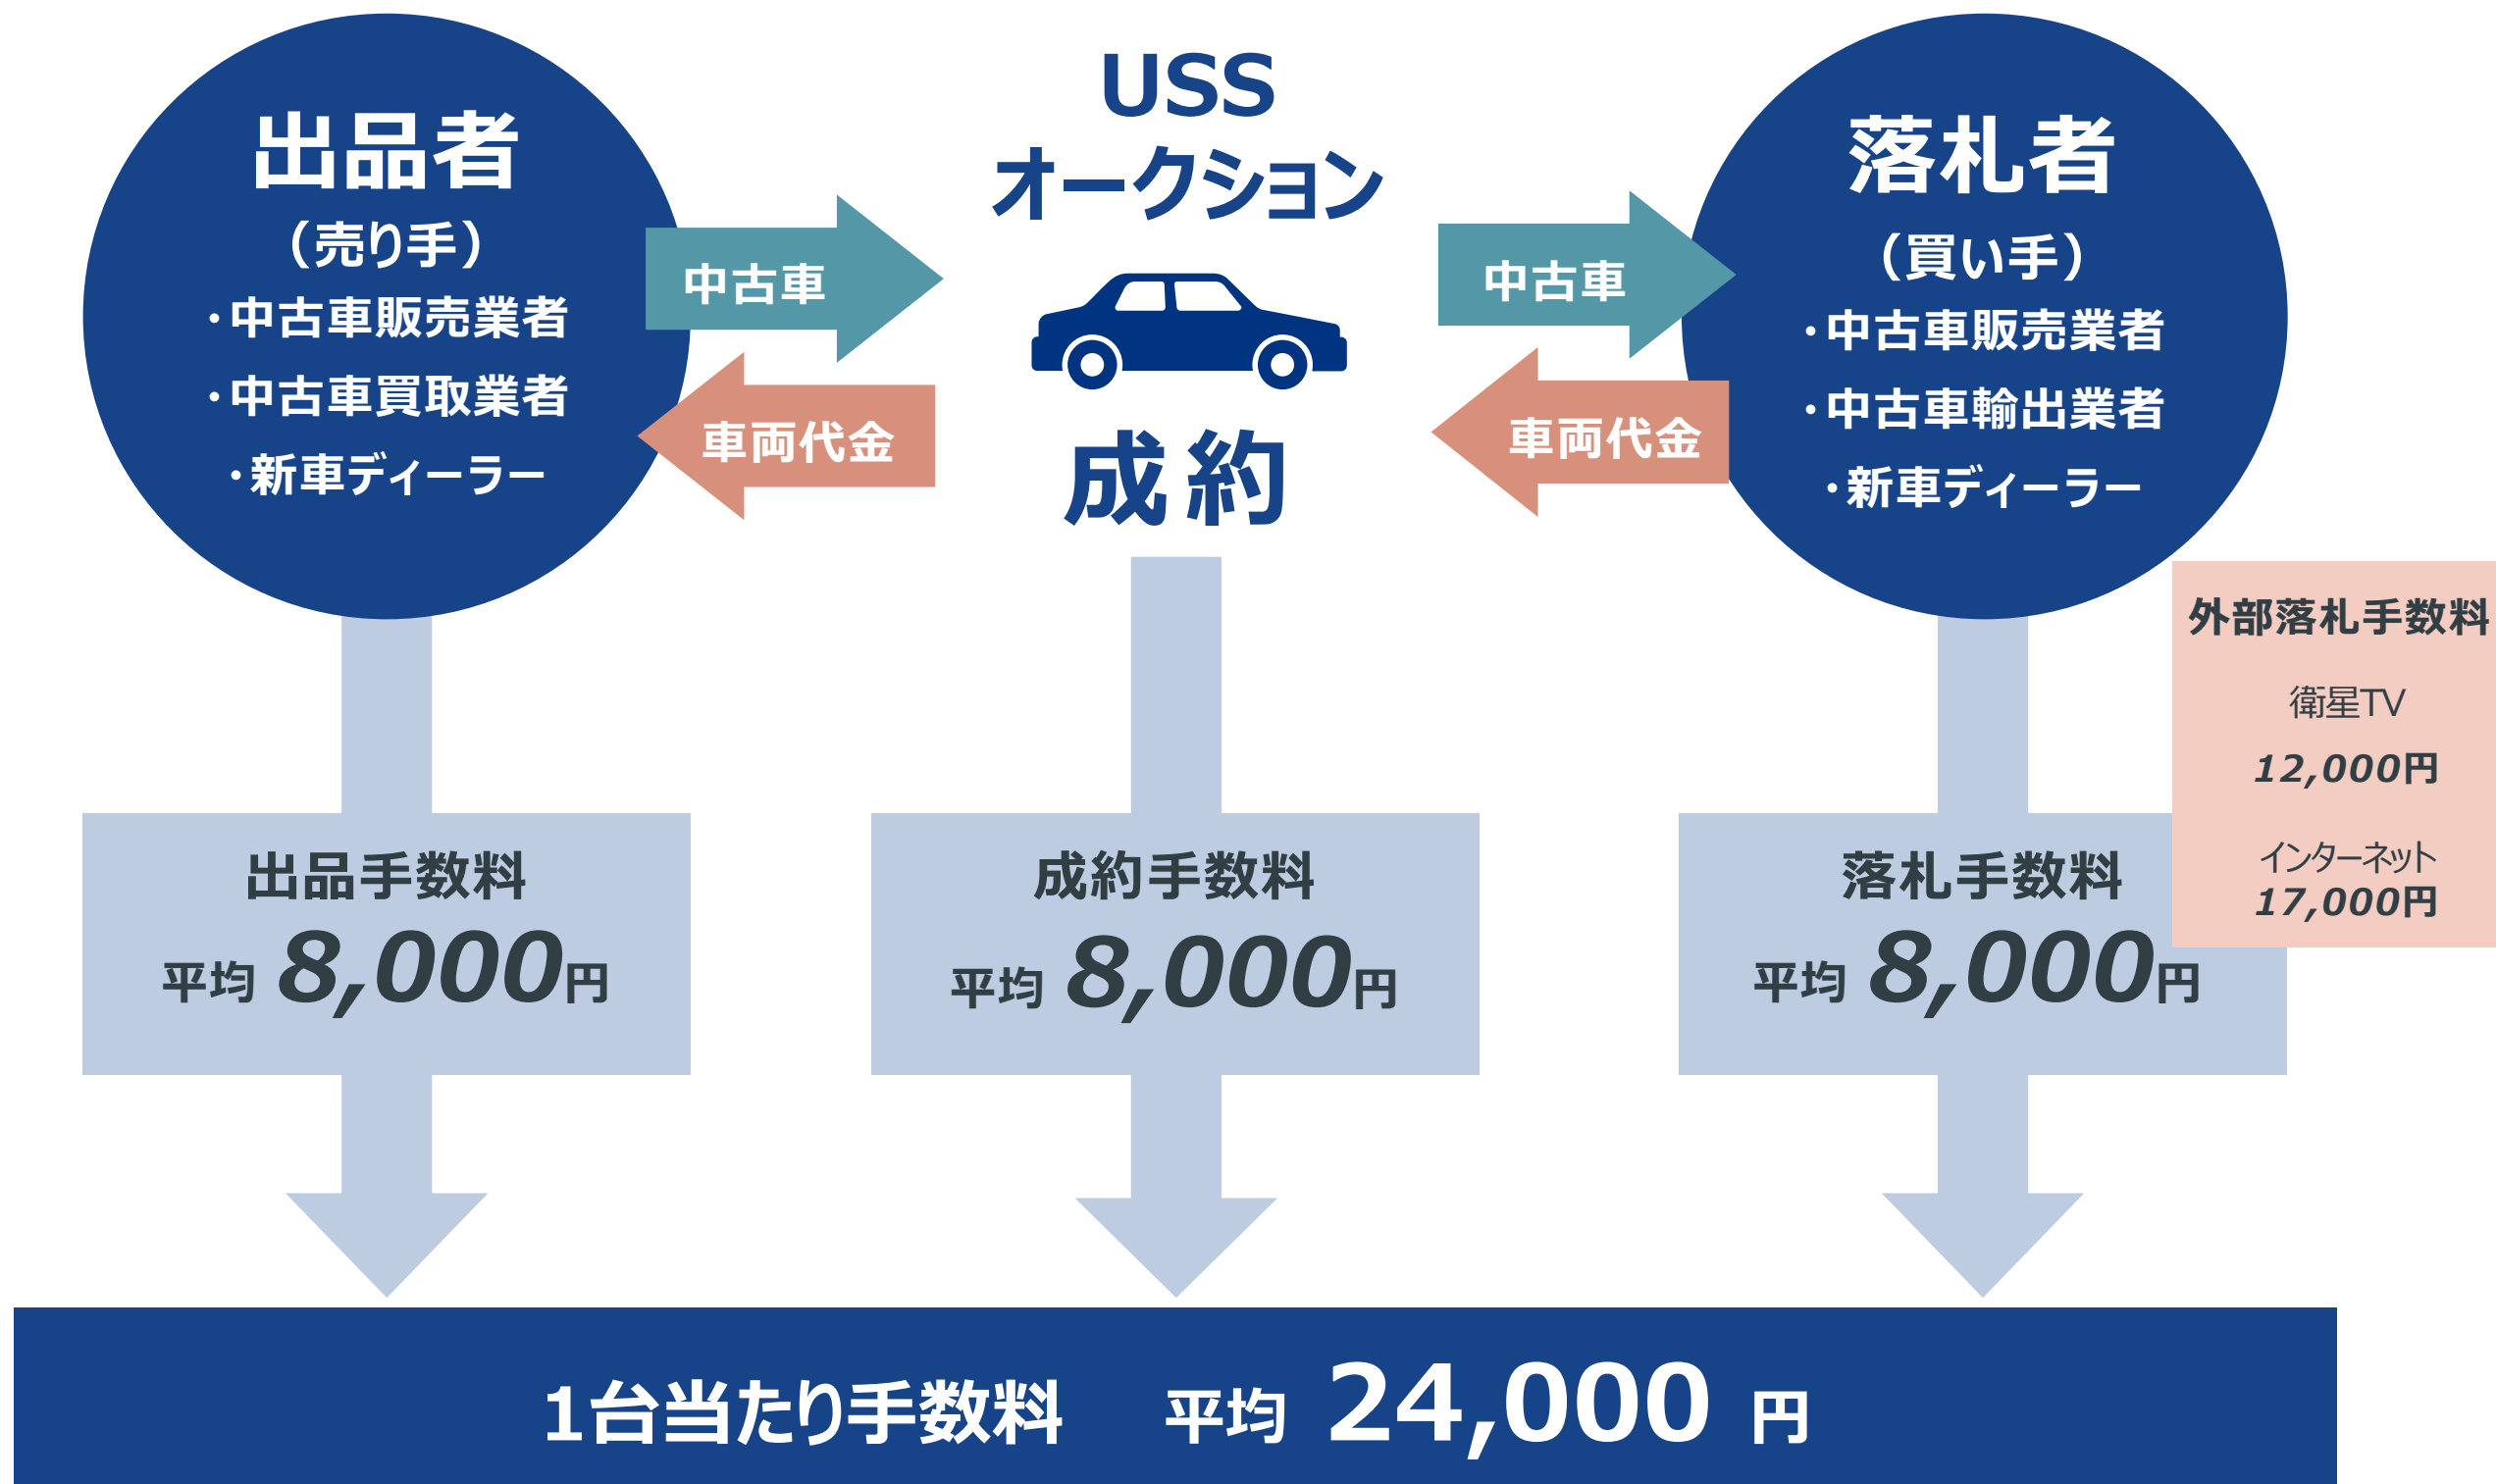 出品者
（売り手）
・中古車販売業者
・中古車買取業者
・新車ディーラー
中古車
車両代金
USS
オークション
成約
中古車
車両代金
落札者
（買い手）
・中古車販売業者
・中古車輸出業者
・新車ディーラー
外部落札手数料
衛星TV
12,000円
インターネット
17,000円
出品手数料
平均 8,000円
成約手数料
平均 8,000円
落札手数料
平均 8,000円
1台当たり手数料 平均 24,000 円